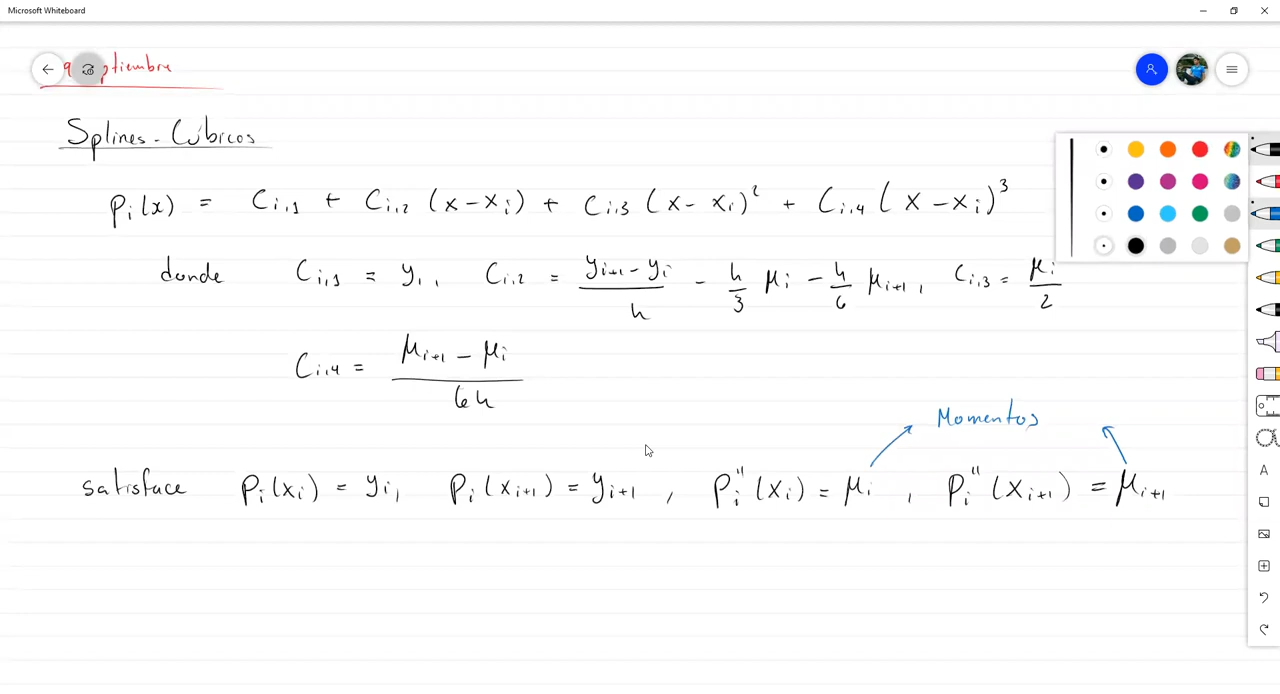 Microsoft Whiteboard
9 septiembre
Splines-Cúbicos
Pi(x) = Ci,1 + Ci,2 (x-xi) + Ci,3 (x-xi)² + Ci,4 (x-xi)³
donde Ci,1 = y1, Ci,2 = (yi+1 - yi)/h - h/3 μi - h/6 μi+1, Ci,3 = μi/2
Ci,4 = (μi+1 - μi)/6h
Momentos
satisface Pi(xi) = yi, Pi(xi+1) = yi+1, Pi''(xi) = μi, Pi''(xi+1) = μi+1